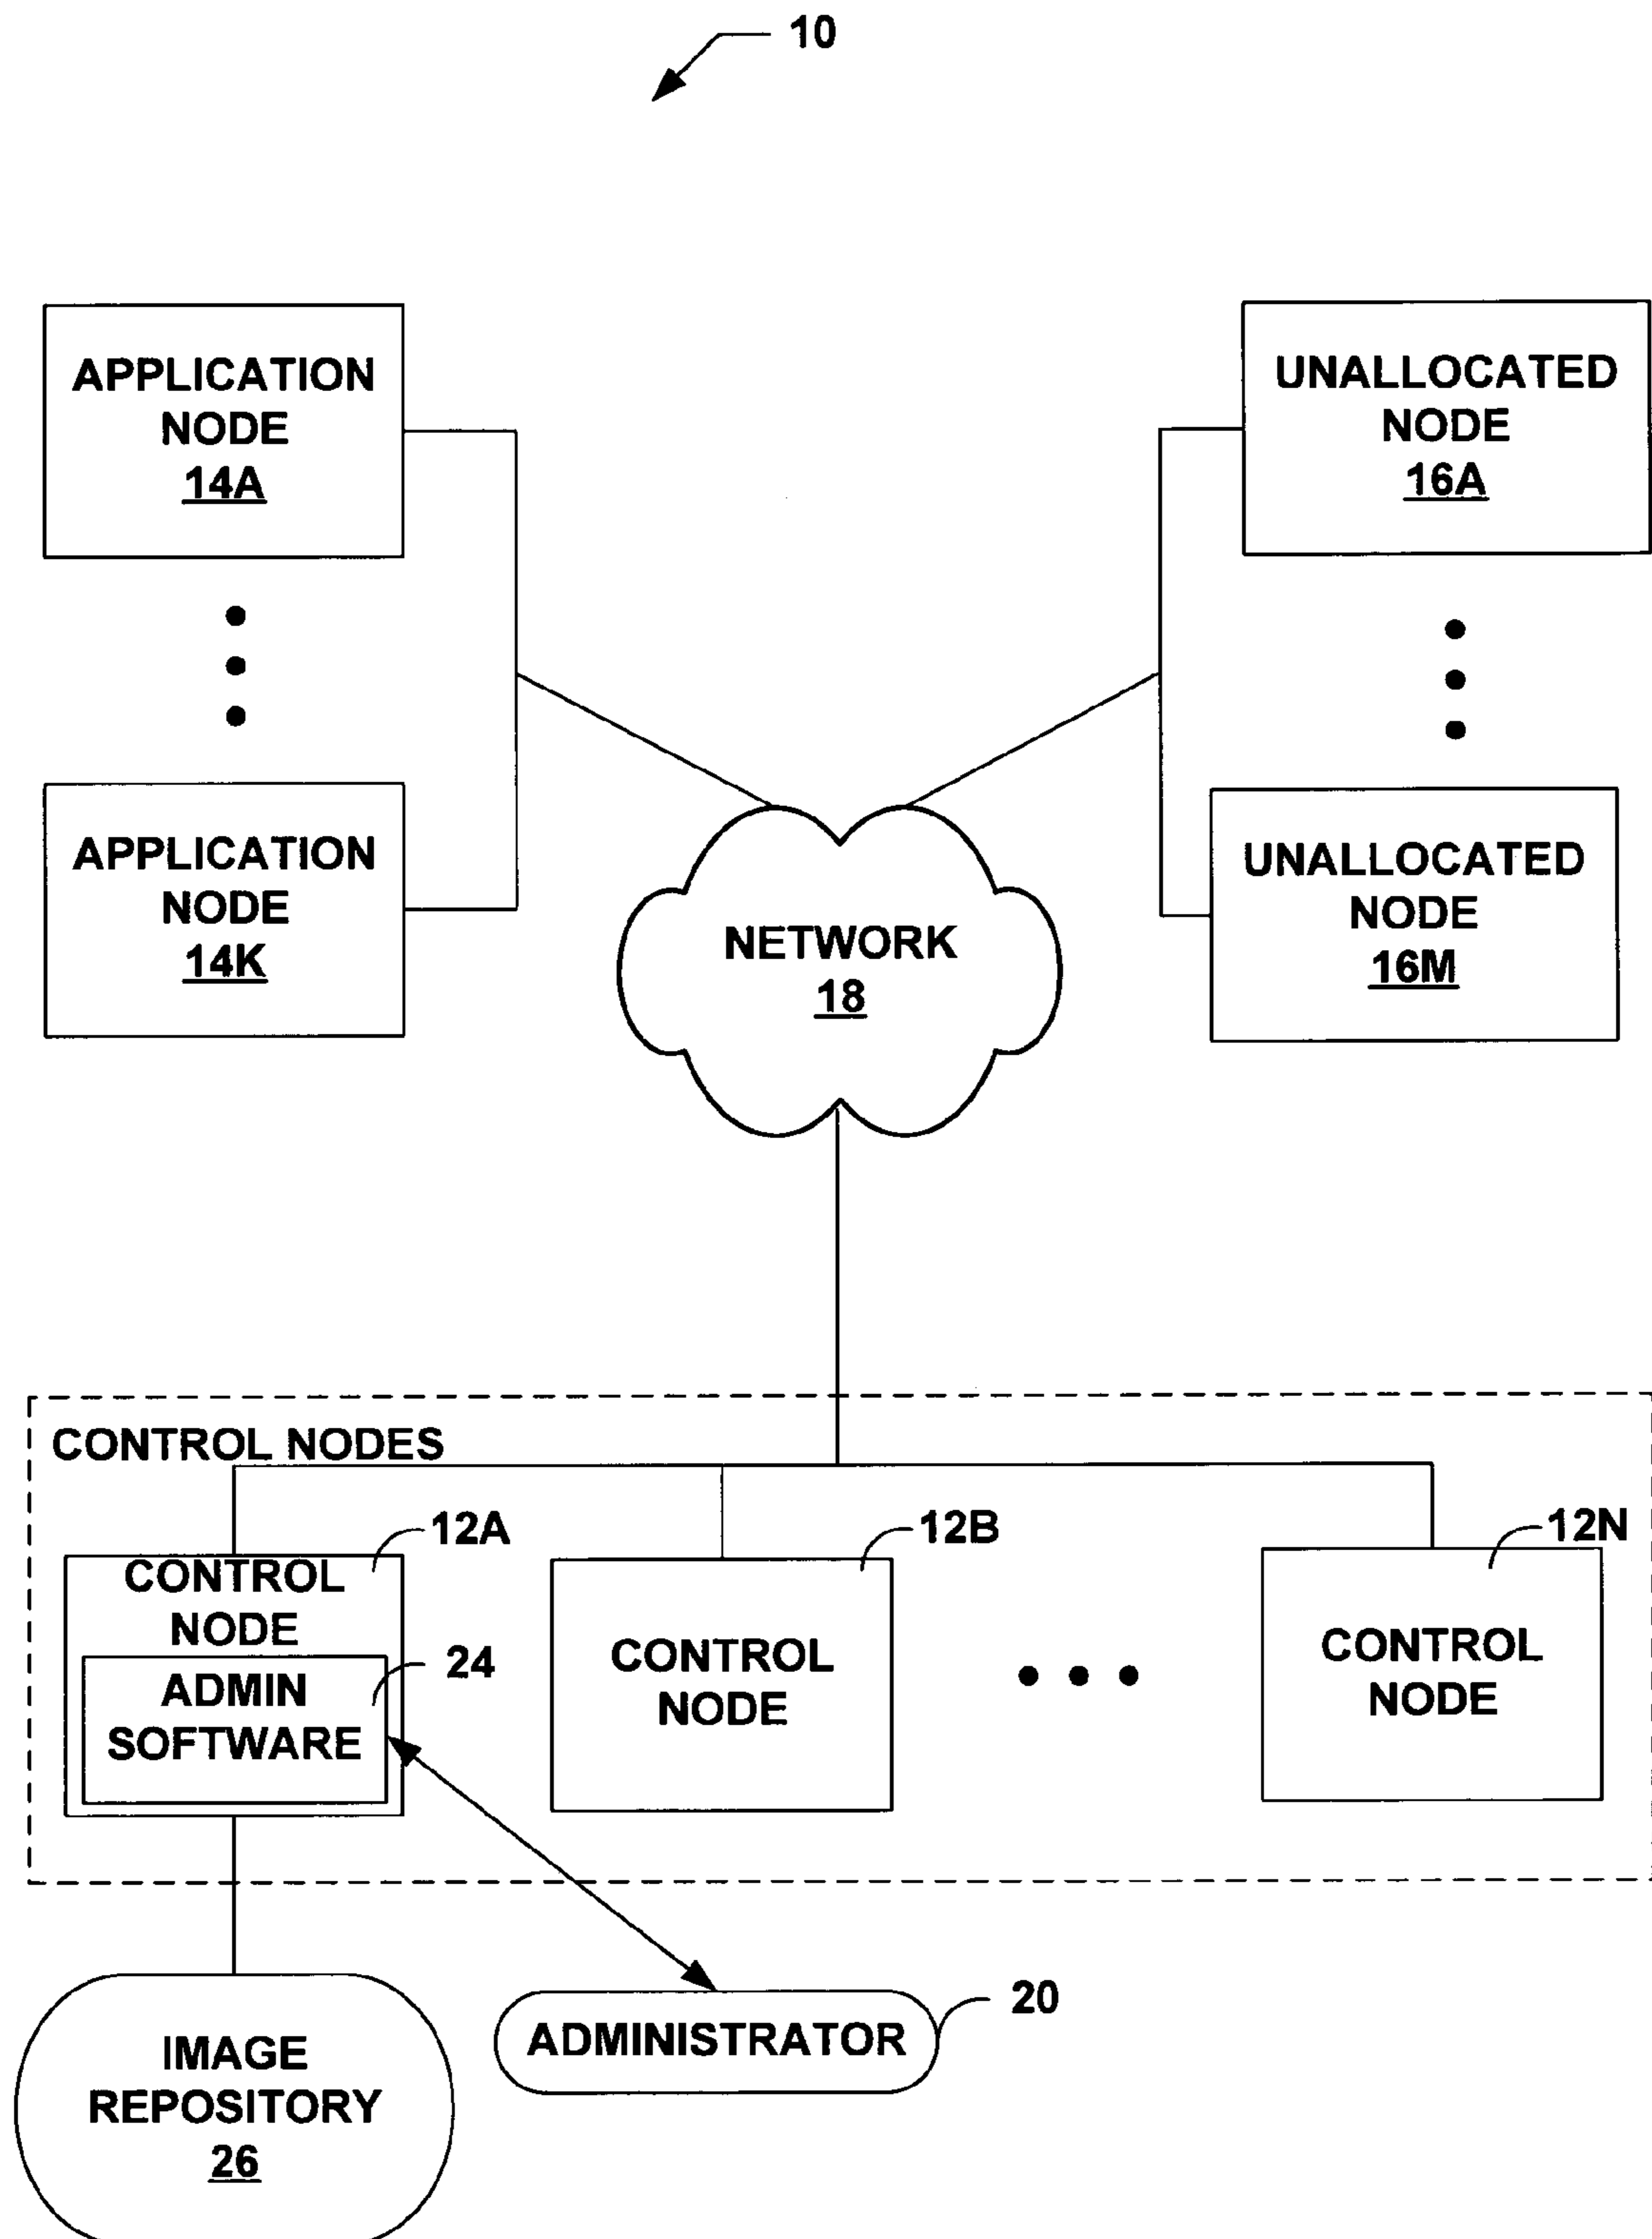 10
APPLICATION
NODE
14A
UNALLOCATED
NODE
16A
APPLICATION
NODE
14K
UNALLOCATED
NODE
16M
NETWORK
18
CONTROL NODES
12A
CONTROL
NODE
24
ADMIN
SOFTWARE
12B
CONTROL
NODE
12N
CONTROL
NODE
20
ADMINISTRATOR
IMAGE
REPOSITORY
26